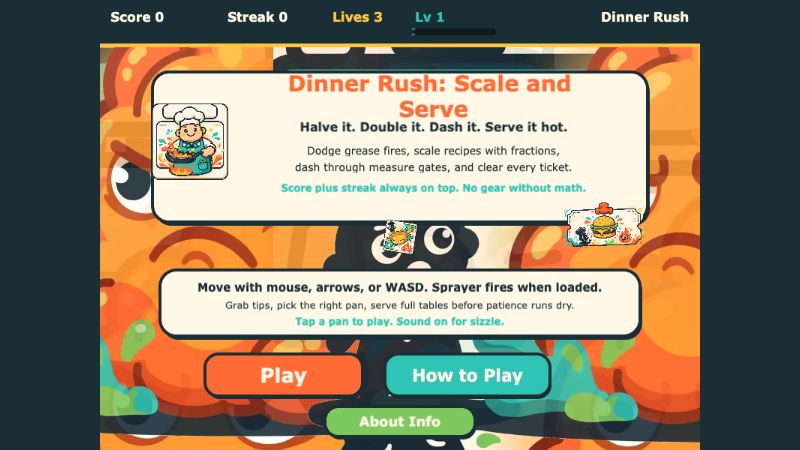 Score 0 Streak 0 Lives 3 Lv 1 Dinner Rush
Dinner Rush: Scale and
Serve
Halve it. Double it. Dash it. Serve it hot.
Dodge grease fires, scale recipes with fractions,
dash through measure gates, and clear every ticket.
Score plus streak always on top. No gear without math.
Move with mouse, arrows, or WASD. Sprayer fires when loaded.
Grab tips, pick the right pan, serve full tables before patience runs dry.
Tap a pan to play. Sound on for sizzle.
Play How to Play
About Info